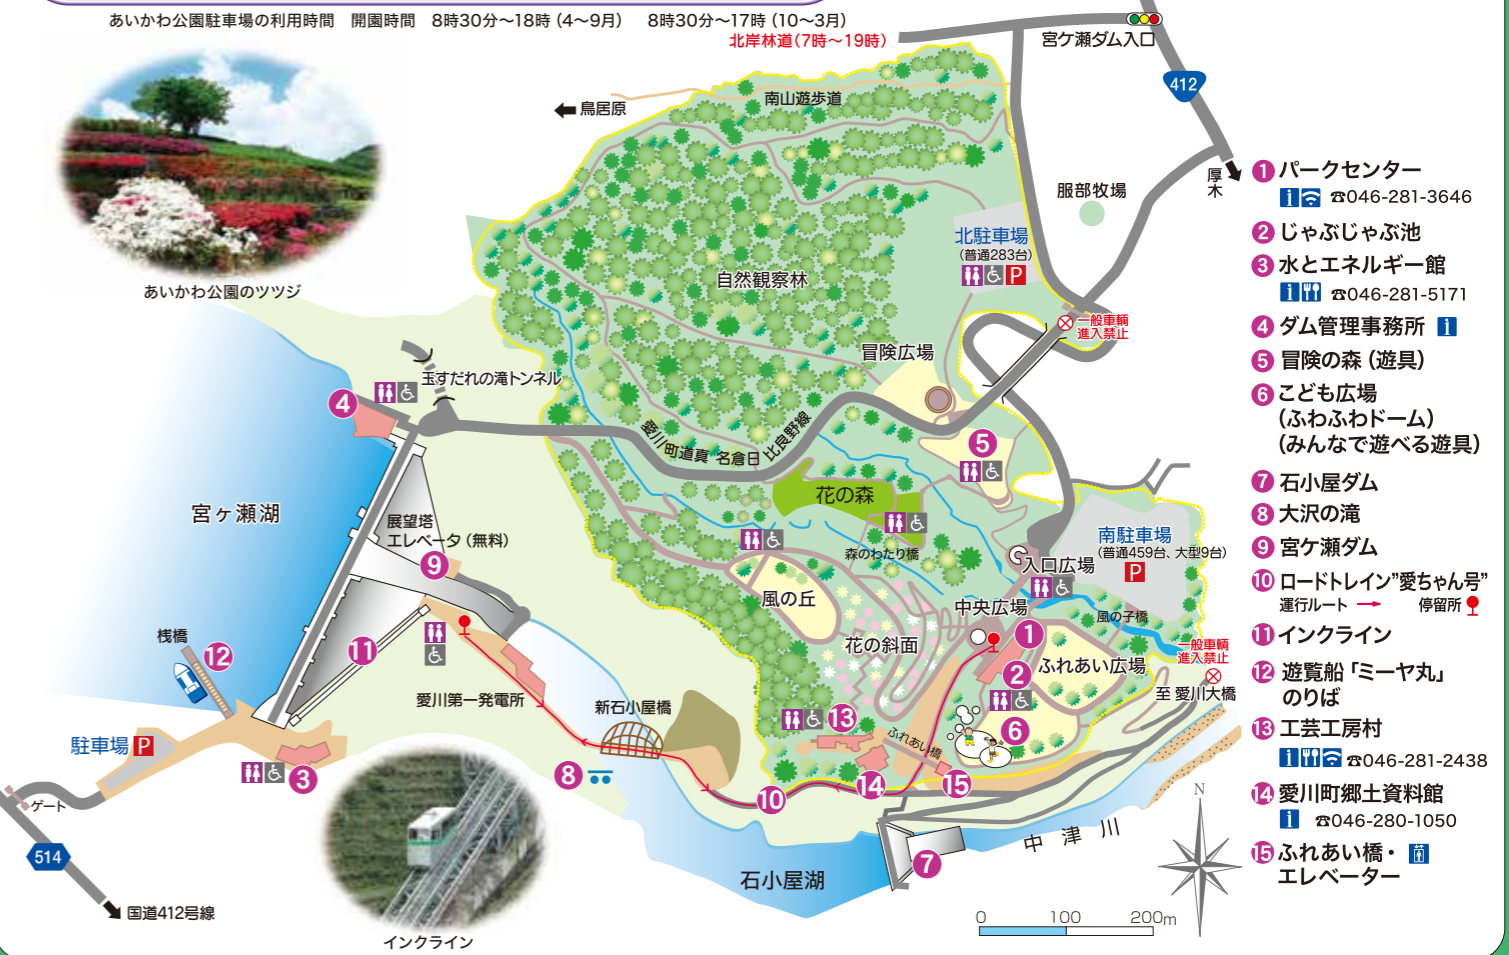 あいかわ公園駐車場の利用時間　開園時間　8時30分～18時（4～9月）　8時30分～17時（10～3月）
北岸林道（7時～19時）
宮ケ瀬ダム入口
412
鳥居原
南山遊歩道
厚木
服部牧場
北駐車場
（普通283台）
P
自然観察林
一般車輌
進入禁止
あいかわ公園のツツジ
冒険広場
玉すだれの滝トンネル
4
愛川町道真名倉日比良野線
5
花の森
宮ヶ瀬湖
展望塔
エレベータ（無料）
9
森のわたり橋
入口広場
南駐車場
（普通459台、大型9台）
P
風の丘
中央広場
風の子橋
花の斜面
1
2
ふれあい広場
一般車輌
進入禁止
至 愛川大橋
桟橋
12
11
愛川第一発電所
新石小屋橋
13
6
ふれあい橋
駐車場 P
3
8
10
14
15
ゲート
514
国道412号線
インクライン
石小屋湖
7
中津川
N
0 100 200m
1 パークセンター
i ☎046-281-3646
2 じゃぶじゃぶ池
3 水とエネルギー館
i ☎046-281-5171
4 ダム管理事務所 i
5 冒険の森（遊具）
6 こども広場
（ふわふわドーム）
（みんなで遊べる遊具）
7 石小屋ダム
8 大沢の滝
9 宮ケ瀬ダム
10 ロードトレイン”愛ちゃん号”
運行ルート → 停留所
11 インクライン
12 遊覧船「ミーヤ丸」
のりば
13 工芸工房村
i ☎046-281-2438
14 愛川町郷土資料館
i ☎046-280-1050
15 ふれあい橋・
エレベーター